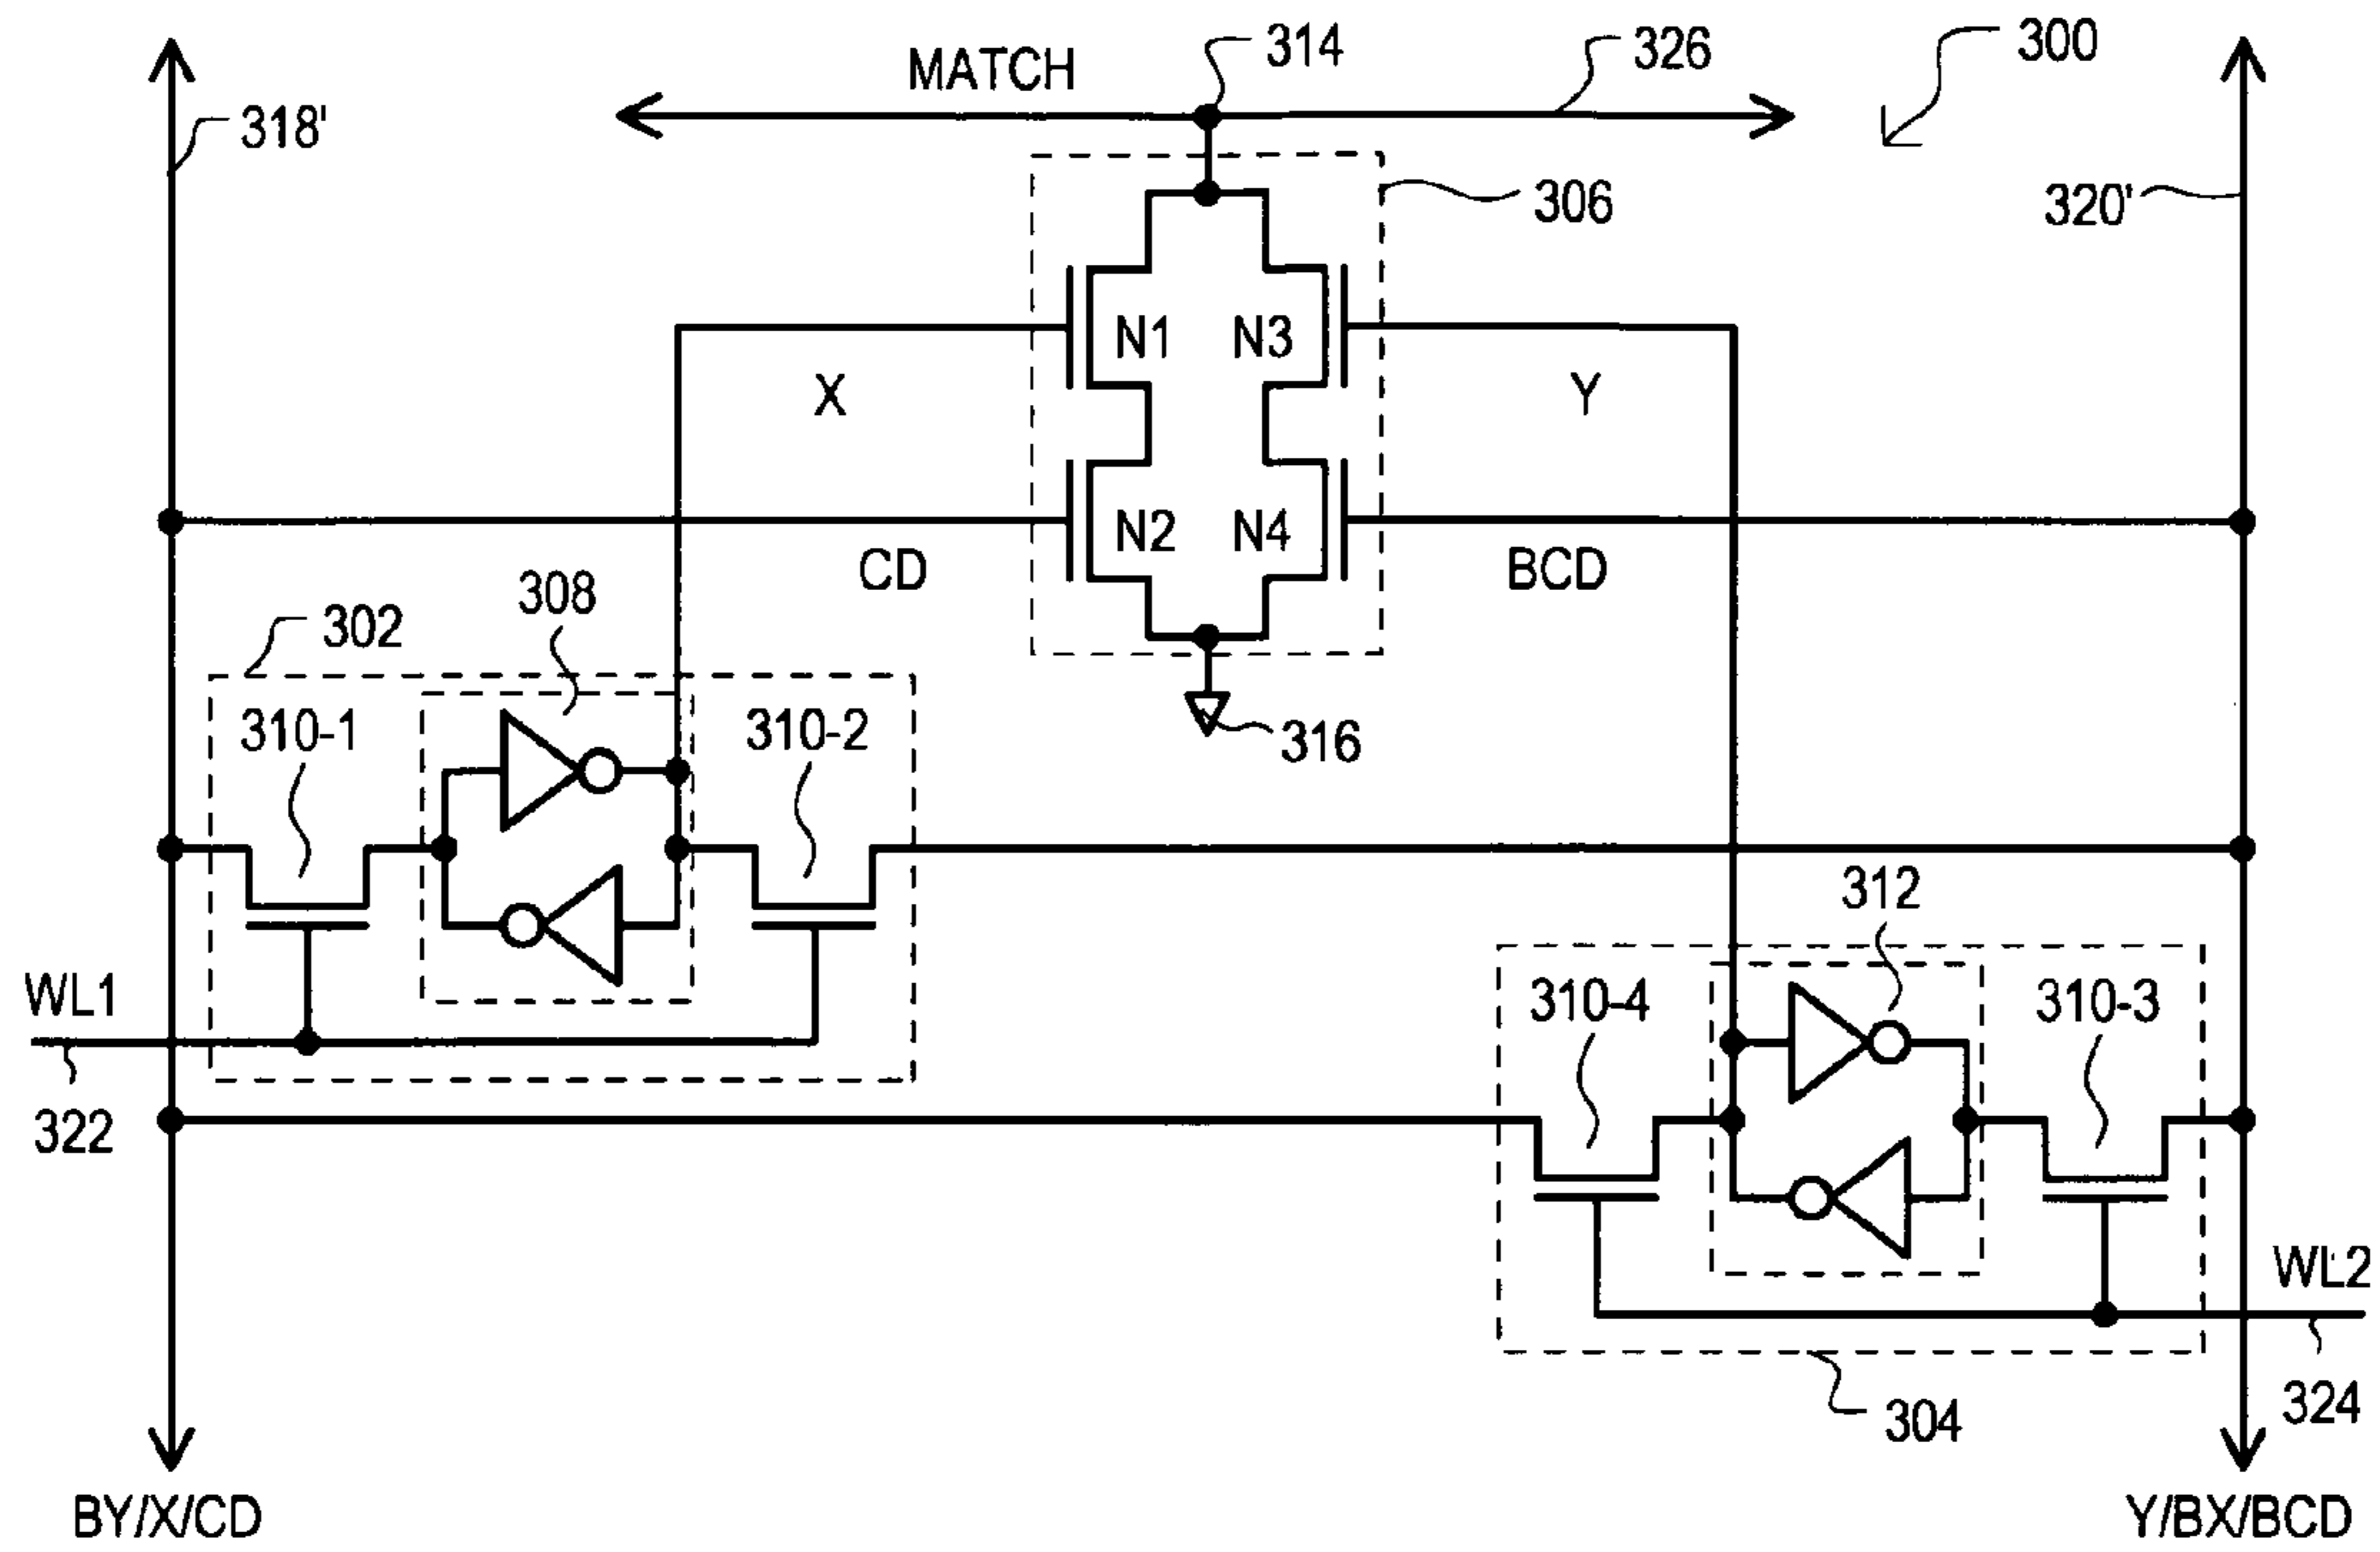 314
326
300
MATCH
318'
306
320'
N1
N3
X
Y
N2
N4
CD
BCD
308
302
310-1
310-2
316
312
WL1
310-4
310-3
322
WL2
324
304
BY/X/CD
Y/BX/BCD